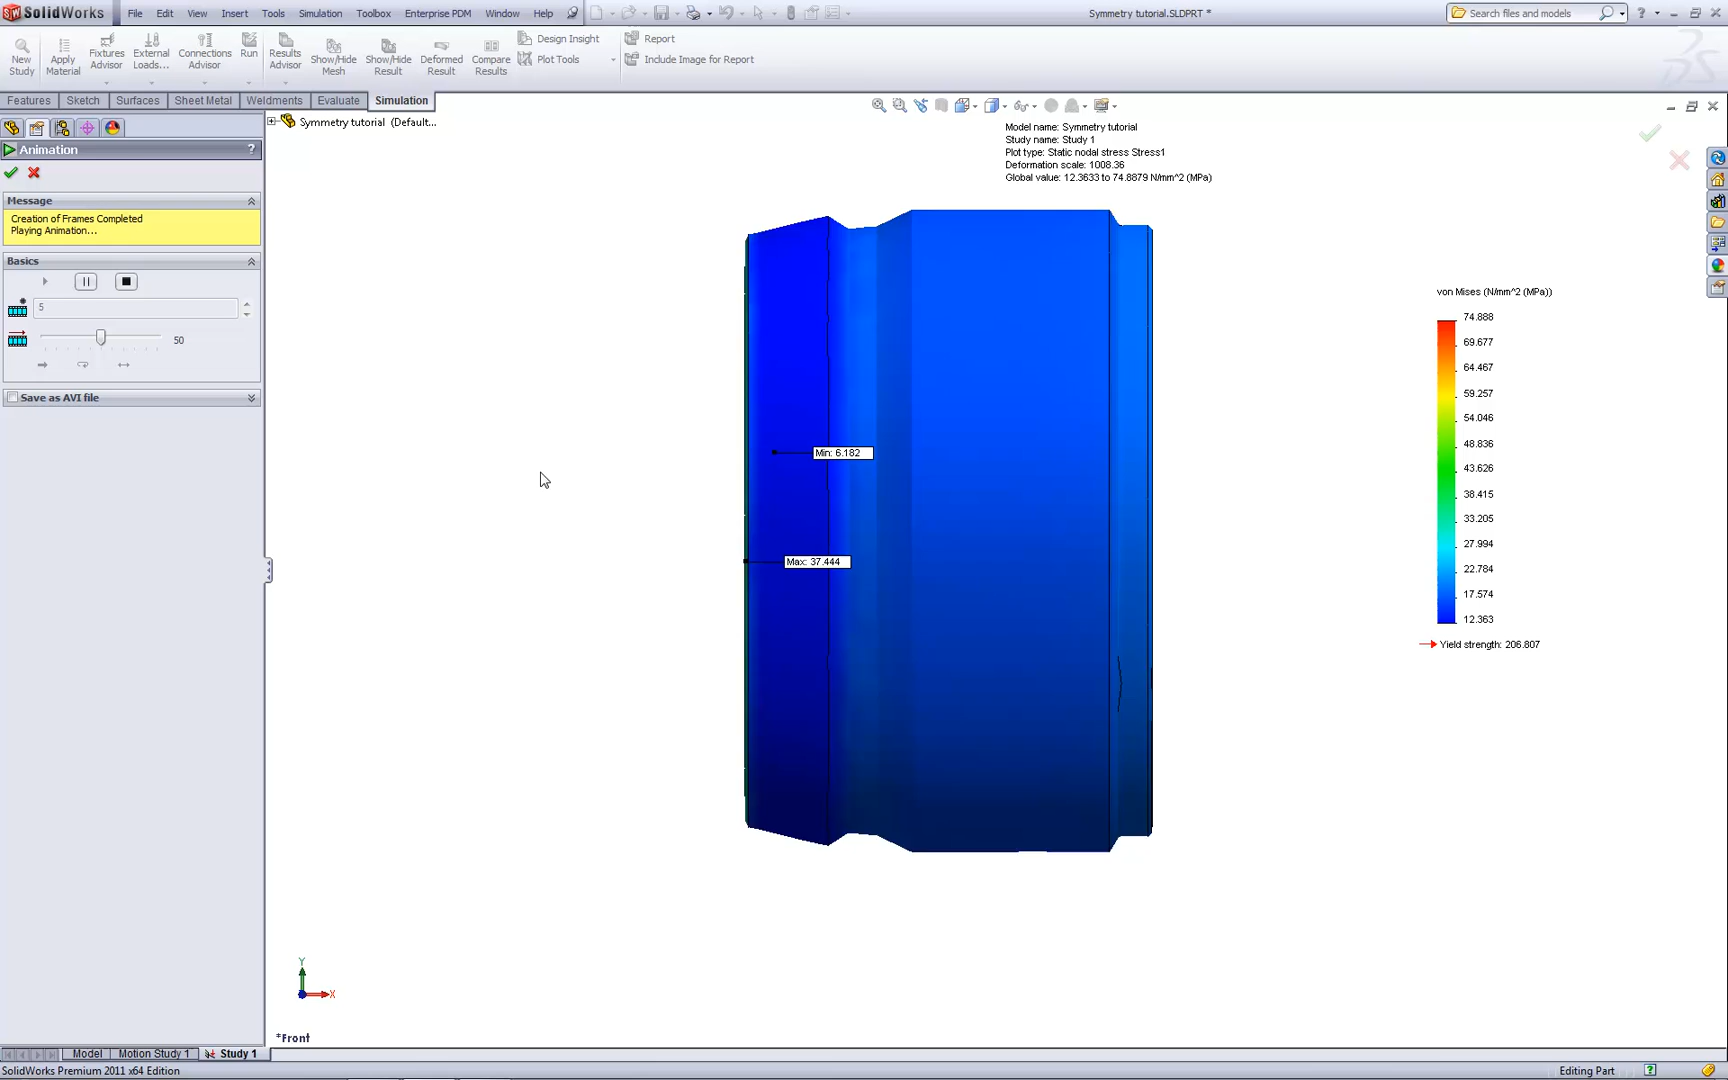 SolidWorks File Edit View Insert Tools Simulation Toolbox Enterprise PDM Window Help Symmetry tutorial.SLDPRT * Search files and models
New Study
Apply Material
Fixtures Advisor
External Loads...
Connections Advisor
Run
Results Advisor
Show/Hide Mesh
Show/Hide Result
Deformed Result
Compare Results
Design Insight
Plot Tools
Report
Include Image for Report
Features Sketch Surfaces Sheet Metal Weldments Evaluate Simulation
Symmetry tutorial (Default...
Animation ?
Message
Creation of Frames Completed
Playing Animation...
Basics
5
50
Save as AVI file
Model name: Symmetry tutorial
Study name: Study 1
Plot type: Static nodal stress Stress1
Deformation scale: 1008.36
Global value: 12.3633 to 74.8879 N/mm^2 (MPa)
Min: 6.182
Max: 37.444
von Mises (N/mm^2 (MPa))
74.888
69.677
64.467
59.257
54.046
48.836
43.626
38.415
33.205
27.994
22.784
17.574
12.363
Yield strength: 206.807
Y
X
*Front
Model Motion Study 1 Study 1
SolidWorks Premium 2011 x64 Edition Editing Part